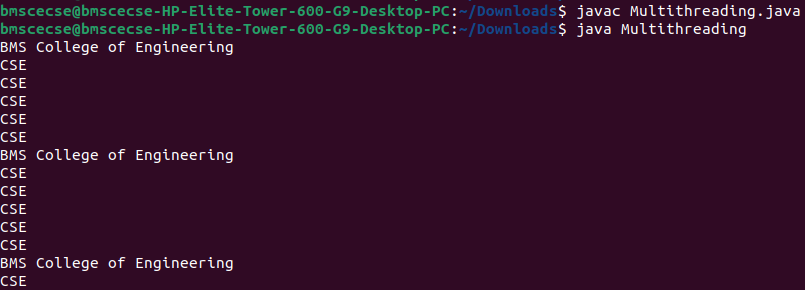 bmscecse@bmscecse-HP-Elite-Tower-600-G9-Desktop-PC:~/Downloads$ javac Multithreading.java
bmscecse@bmscecse-HP-Elite-Tower-600-G9-Desktop-PC:~/Downloads$ java Multithreading
BMS College of Engineering
CSE
CSE
CSE
CSE
CSE
BMS College of Engineering
CSE
CSE
CSE
CSE
CSE
BMS College of Engineering
CSE